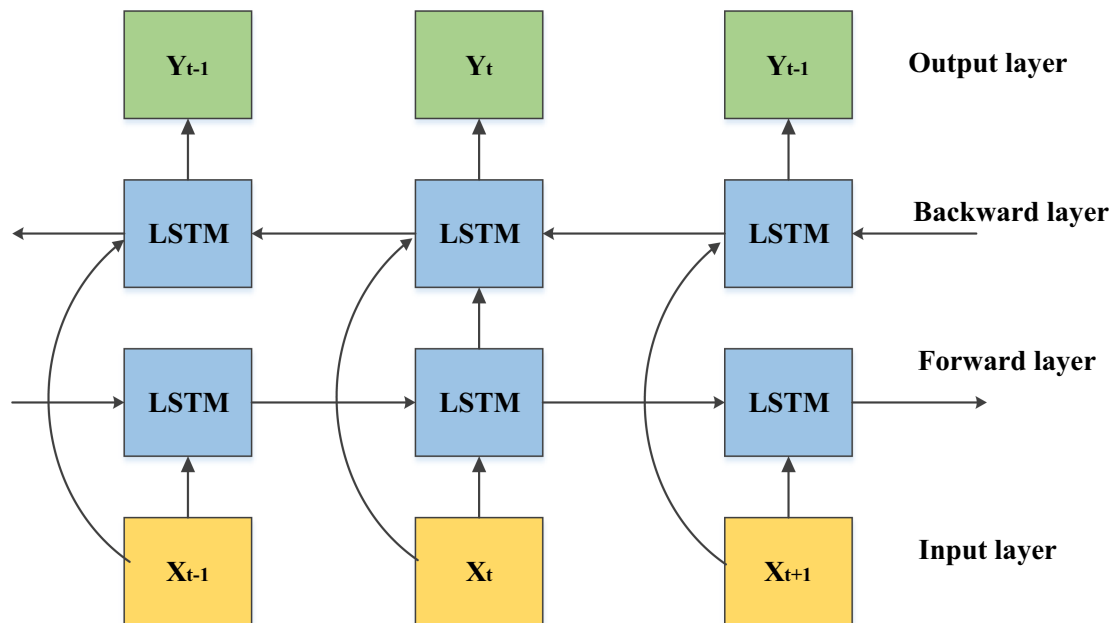 Yt-1 Yt Yt-1 Output layer
LSTM LSTM LSTM Backward layer
LSTM LSTM LSTM Forward layer
Xt-1 Xt Xt+1 Input layer